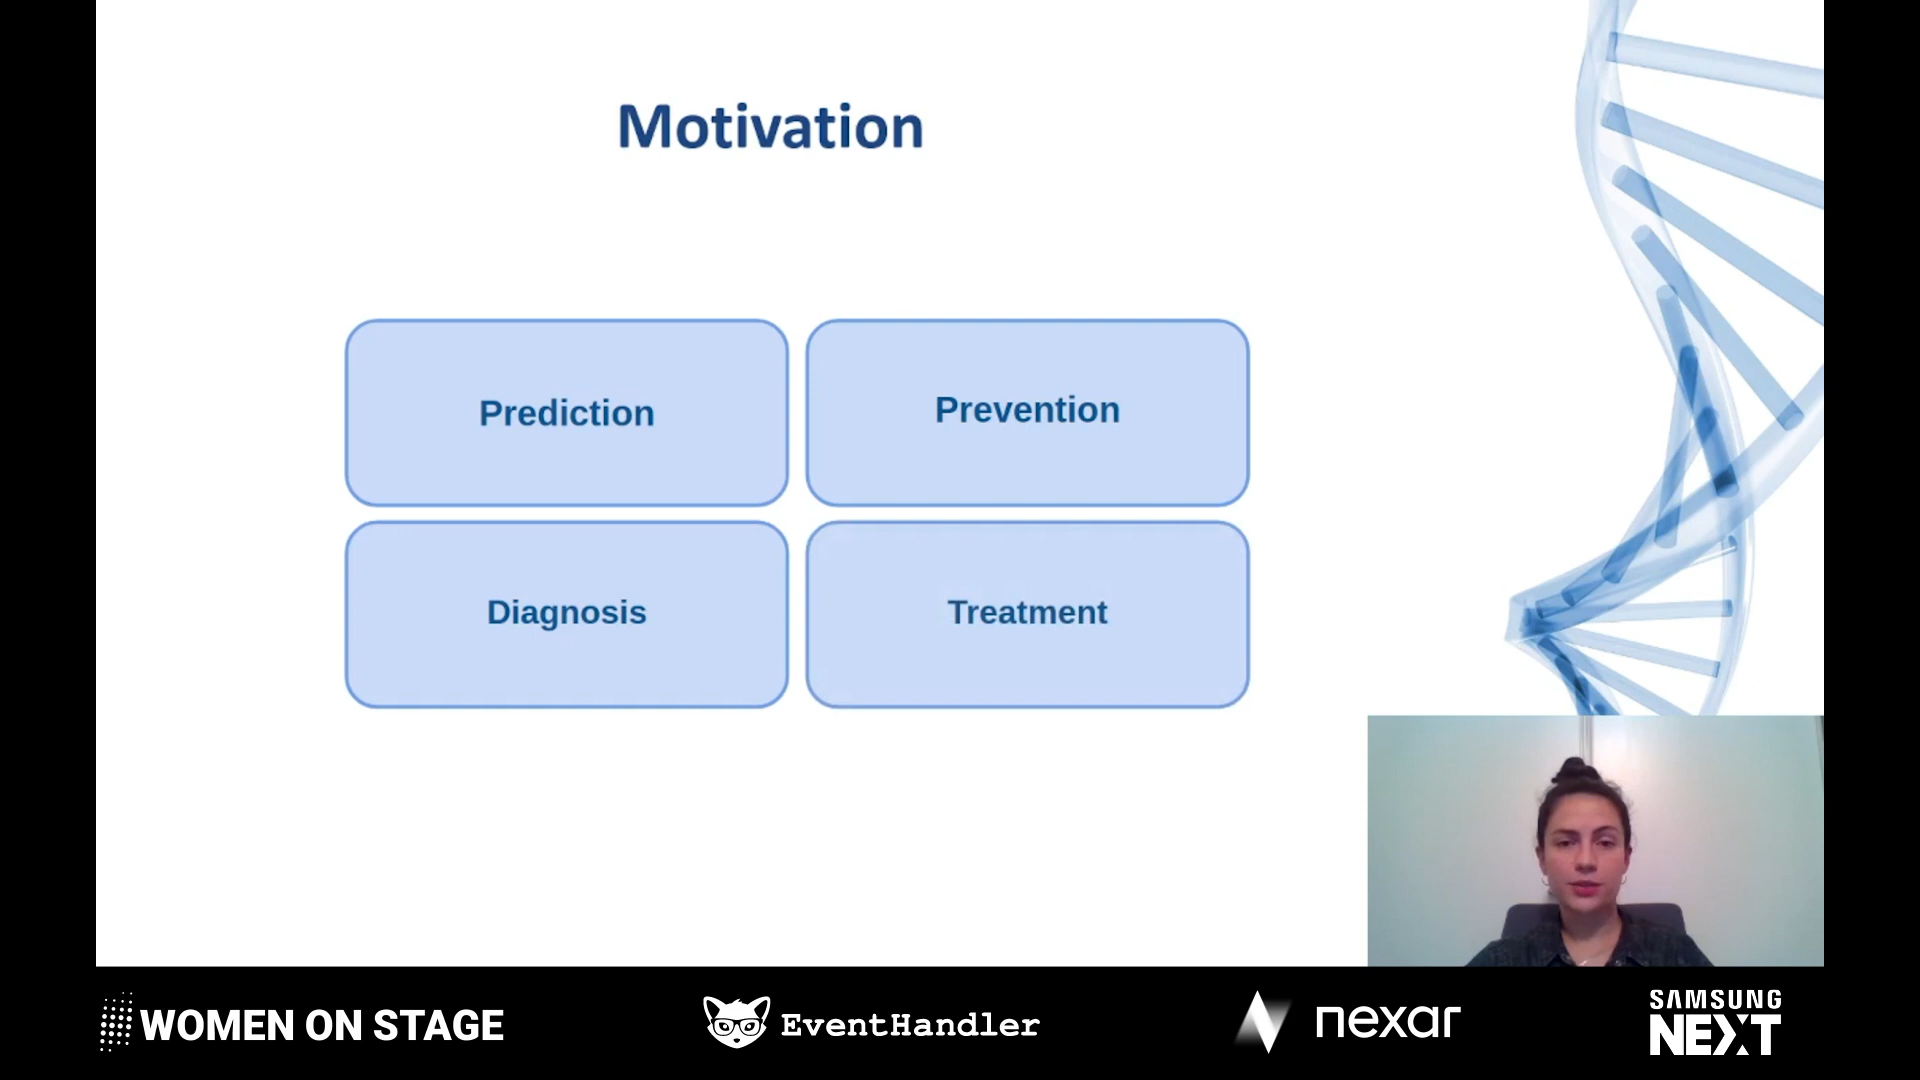 Motivation
Prediction
Prevention
Diagnosis
Treatment
WOMEN ON STAGE
EventHandler
nexar
SAMSUNG
NEXT